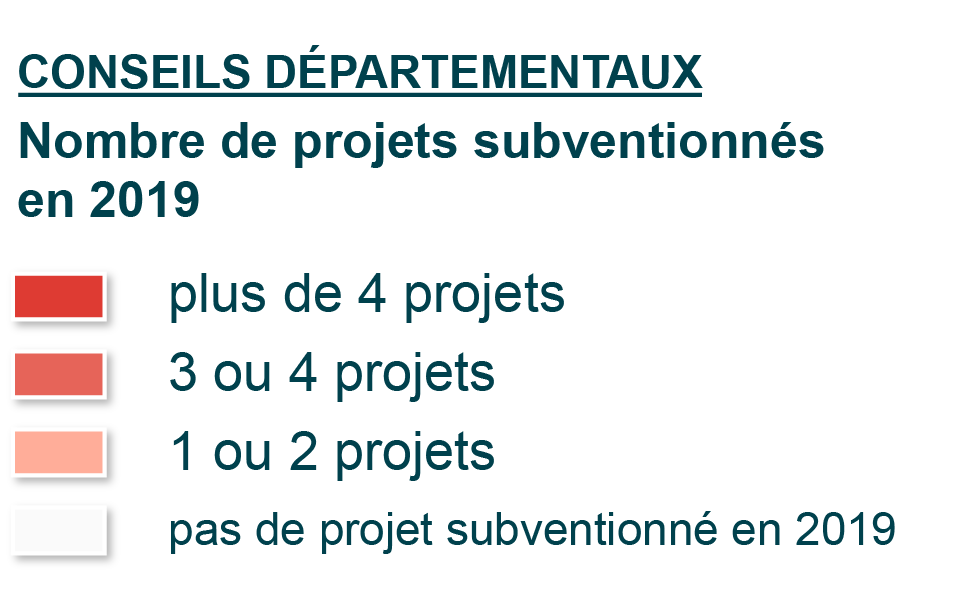 CONSEILS DÉPARTEMENTAUX
Nombre de projets subventionnés
en 2019
plus de 4 projets
3 ou 4 projets
1 ou 2 projets
pas de projet subventionné en 2019